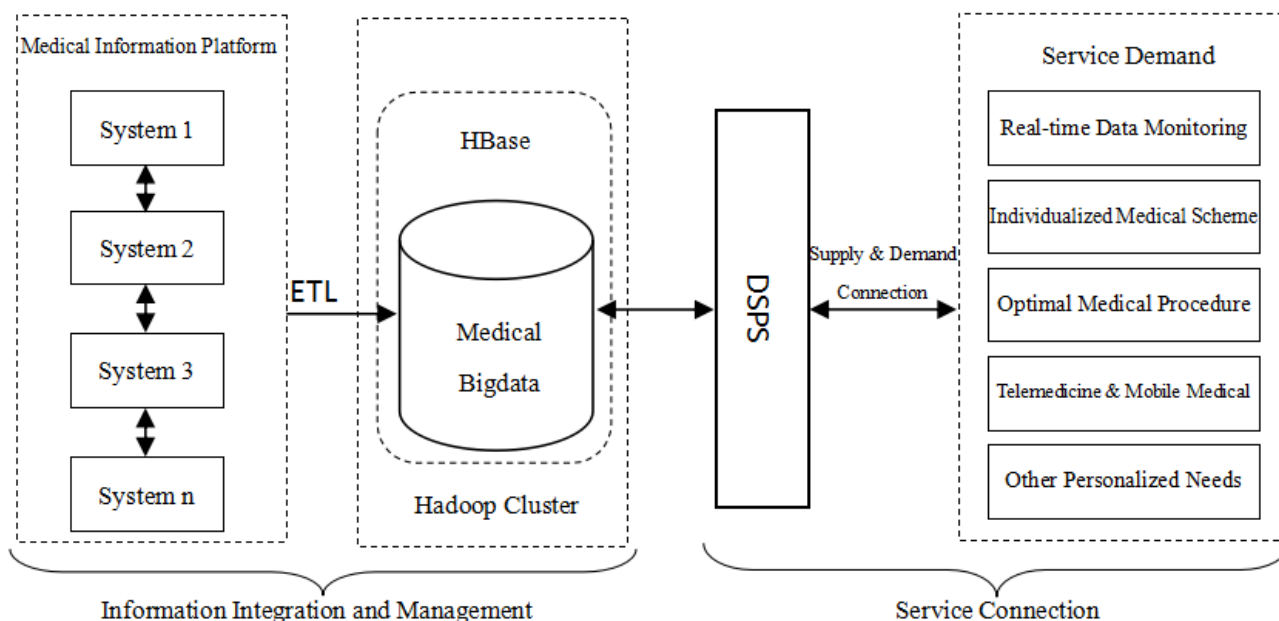 Medical Information Platform
System 1
System 2
System 3
System n
ETL
HBase
Medical
Bigdata
Hadoop Cluster
DSPS
Supply & Demand
Connection
Service Demand
Real-time Data Monitoring
Individualized Medical Scheme
Optimal Medical Procedure
Telemedicine & Mobile Medical
Other Personalized Needs
Information Integration and Management
Service Connection